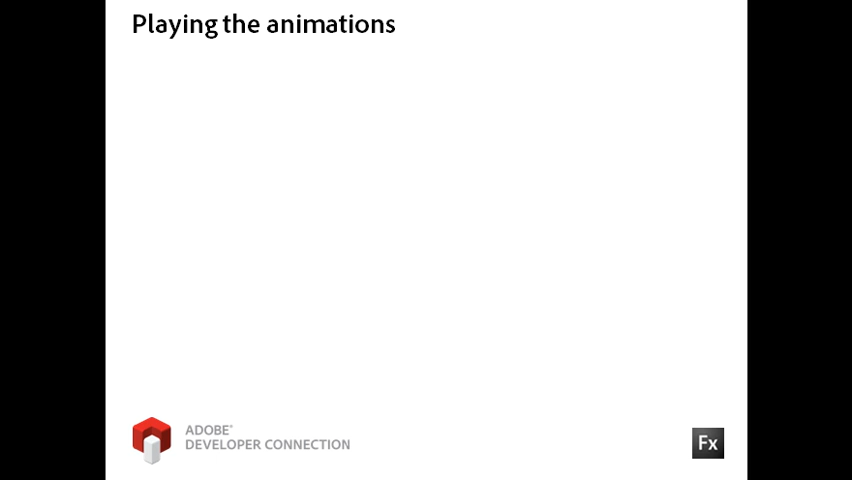 Playing the animations
ADOBE®
DEVELOPER CONNECTION
Fx